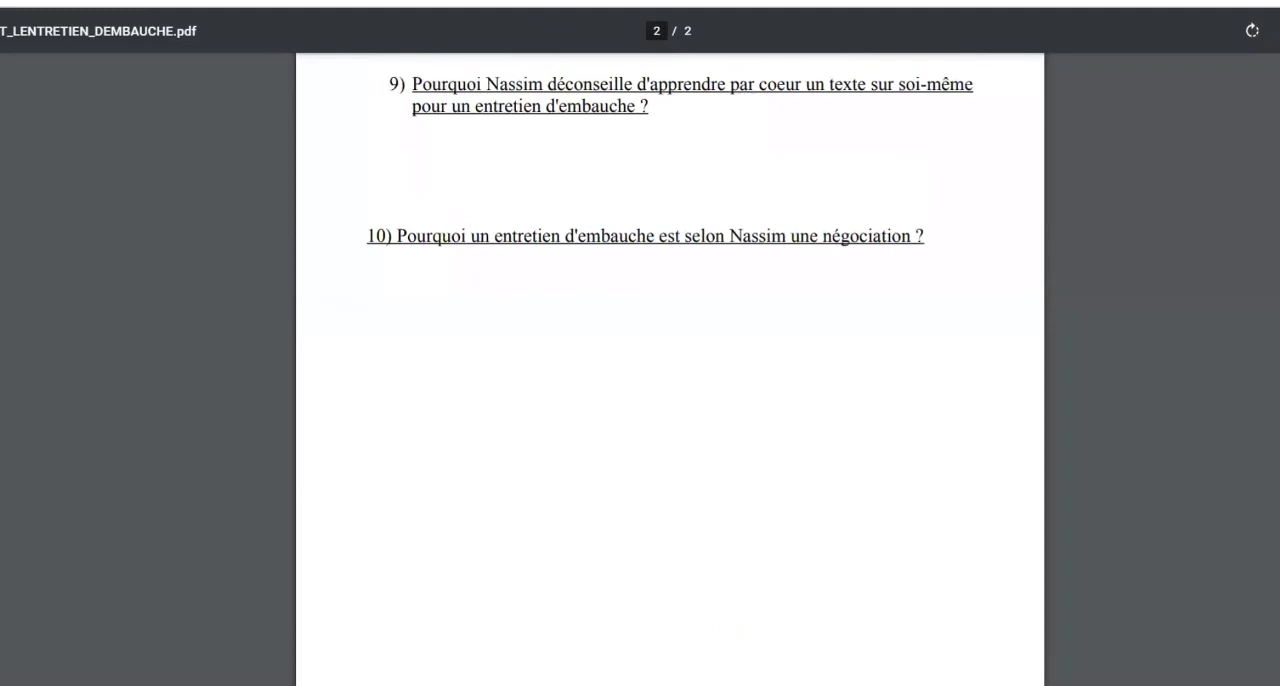 T_LENTRETIEN_DEMBAUCHE.pdf
2 / 2
9) Pourquoi Nassim déconseille d'apprendre par coeur un texte sur soi-même
pour un entretien d'embauche ?
10) Pourquoi un entretien d'embauche est selon Nassim une négociation ?